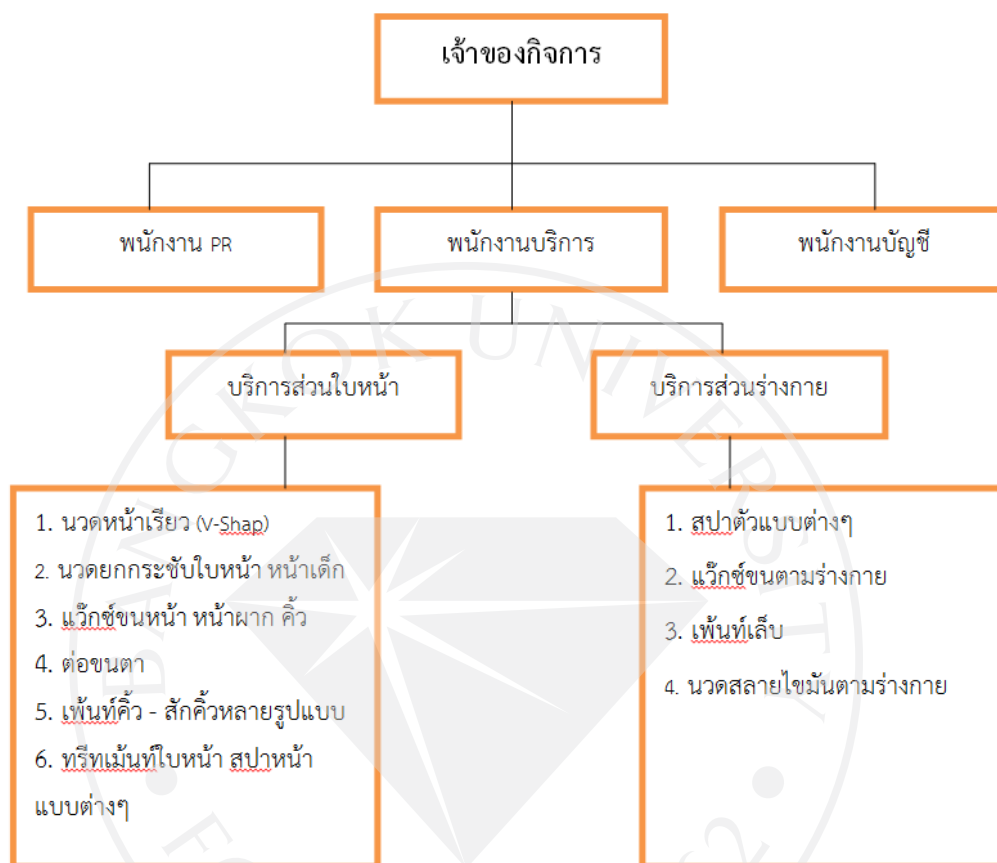 เจ้าของกิจการ
พนักงาน PR
พนักงานบริการ
พนักงานบัญชี
บริการส่วนใบหน้า
บริการส่วนร่างกาย
1. นวดหน้าเรียว (V-Shap)
2. นวดยกกระชับใบหน้า หน้าเด็ก
3. แว๊กซ์ขนหน้า หน้าผาก คิ้ว
4. ต่อขนตา
5. เพ้นท์คิ้ว - สักคิ้วหลายรูปแบบ
6. ทรีทเม้นท์ใบหน้า สปาหน้า
แบบต่างๆ
1. สปาตัวแบบต่างๆ
2. แว๊กซ์ขนตามร่างกาย
3. เพ้นท์เล็บ
4. นวดสลายไขมันตามร่างกาย
BANGKOK UNIVERSITY